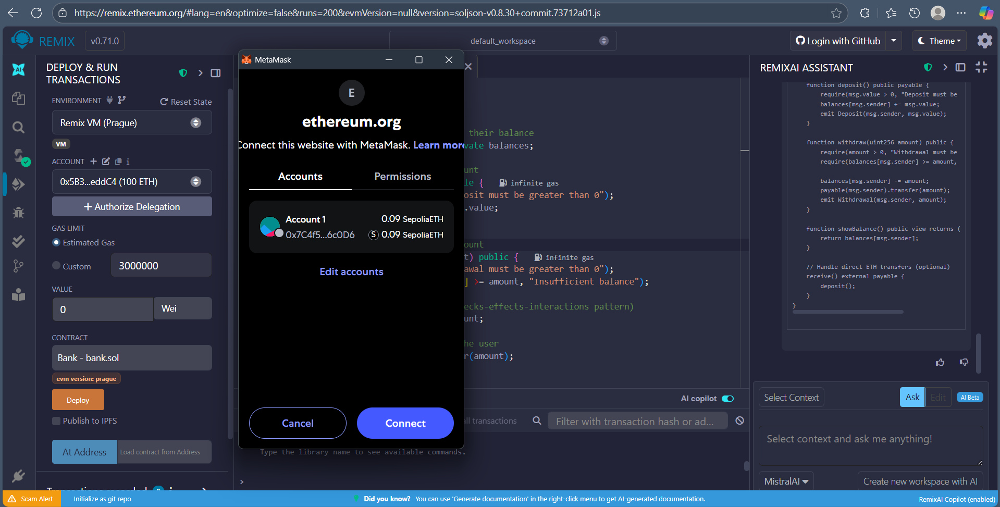 https://remix.ethereum.org/#lang=en&optimize=false&runs=200&evmVersion=null&version=soljson-v0.8.30+commit.73712a01.js
REMIX
v0.71.0
default_workspace
Login with GitHub
Theme
DEPLOY & RUN
TRANSACTIONS
ENVIRONMENT
Reset State
Remix VM (Prague)
VM
ACCOUNT
0x5B3...eddC4 (100 ETH)
Authorize Delegation
GAS LIMIT
Estimated Gas
Custom
3000000
VALUE
0
Wei
CONTRACT
Bank - bank.sol
evm version: prague
Deploy
Publish to IPFS
At Address
Load contract from Address
MetaMask
E
ethereum.org
Connect this website with MetaMask. Learn more
Accounts
Permissions
Account 1
0.09 SepoliaETH
0x7C4f5...6c0D6
S 0.09 SepoliaETH
Edit accounts
Cancel
Connect
their balance
vate balances;
unt
le { infinite gas
osit must be greater than 0");
.value;
ount
t) public { infinite gas
awal must be greater than 0");
] >= amount, "Insufficient balance");
ecks-effects-interactions pattern)
unt;
he user
r(amount);
AI copilot
all transactions
Filter with transaction hash or ad...
Type the library name to see available commands.
>
REMIXAI ASSISTANT
function deposit() public payable {
require(msg.value > 0, "Deposit must be
balances[msg.sender] += msg.value;
emit Deposit(msg.sender, msg.value);
}
function withdraw(uint256 amount) public {
require(amount > 0, "Withdrawal must be
require(balances[msg.sender] >= amount,
balances[msg.sender] -= amount;
payable(msg.sender).transfer(amount);
emit Withdrawal(msg.sender, amount);
}
function showBalance() public view returns (
return balances[msg.sender];
}
// Handle direct ETH transfers (optional)
receive() external payable {
deposit();
}
}
Select Context
Ask
Edit
AI Beta
Select context and ask me anything!
MistralAI
Create new workspace with AI
Transactions recorded
Scam Alert
Initialize as git repo
Did you know? You can use 'Generate documentation' in the right-click menu to get AI-generated documentation.
RemixAI Copilot (enabled)